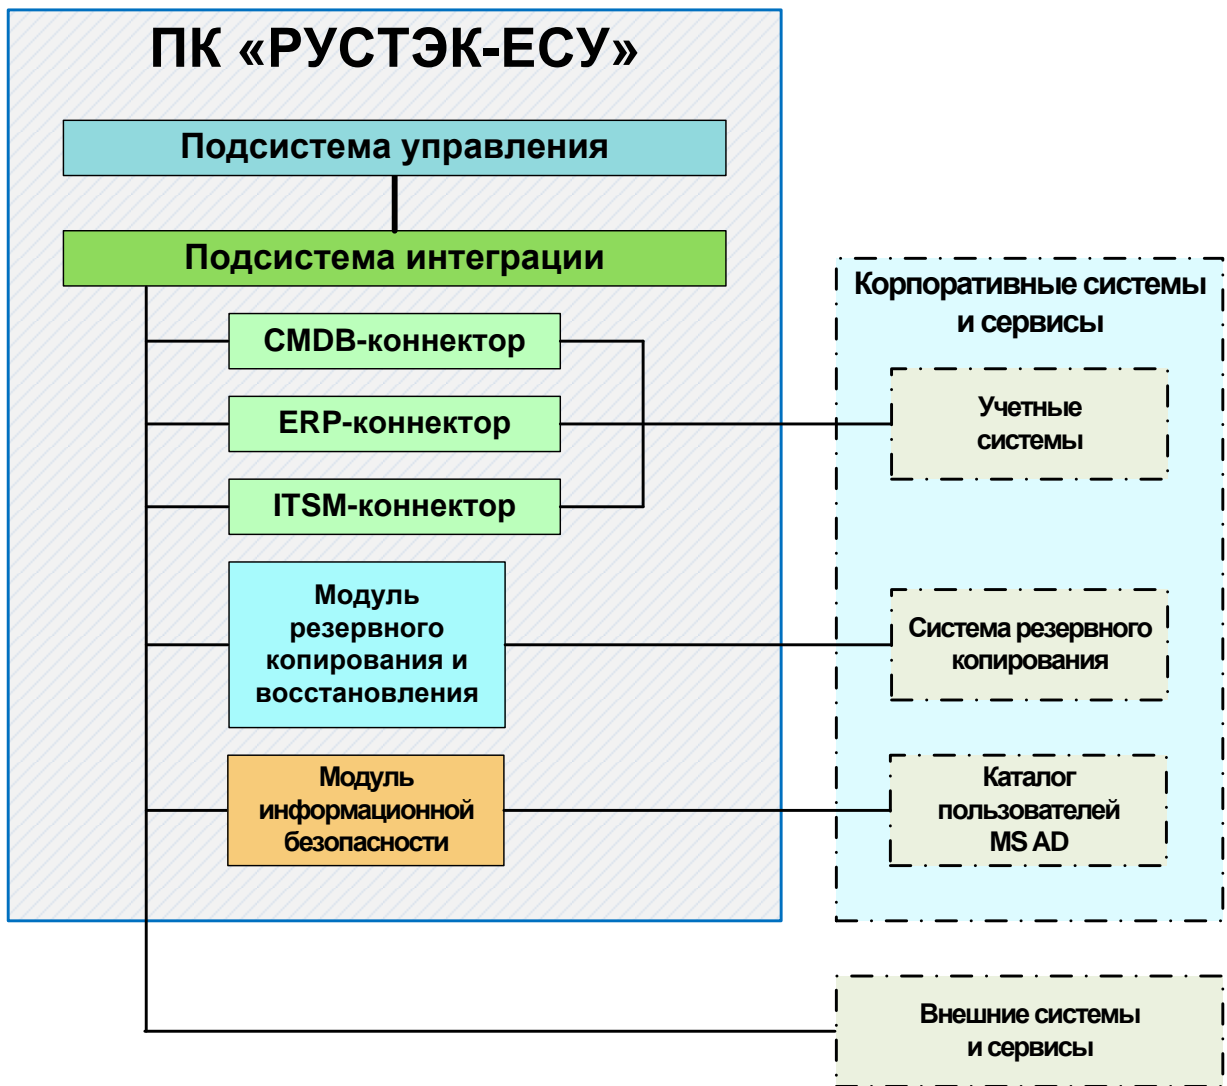 ПК «РУСТЭК-ЕСУ»
Подсистема управления
Подсистема интеграции
CMDB-коннектор
ERP-коннектор
ITSM-коннектор
Модуль
резервного
копирования и
восстановления
Модуль
информационной
безопасности
Корпоративные системы
и сервисы
Учетные
системы
Система резервного
копирования
Каталог
пользователей
MS AD
Внешние системы
и сервисы